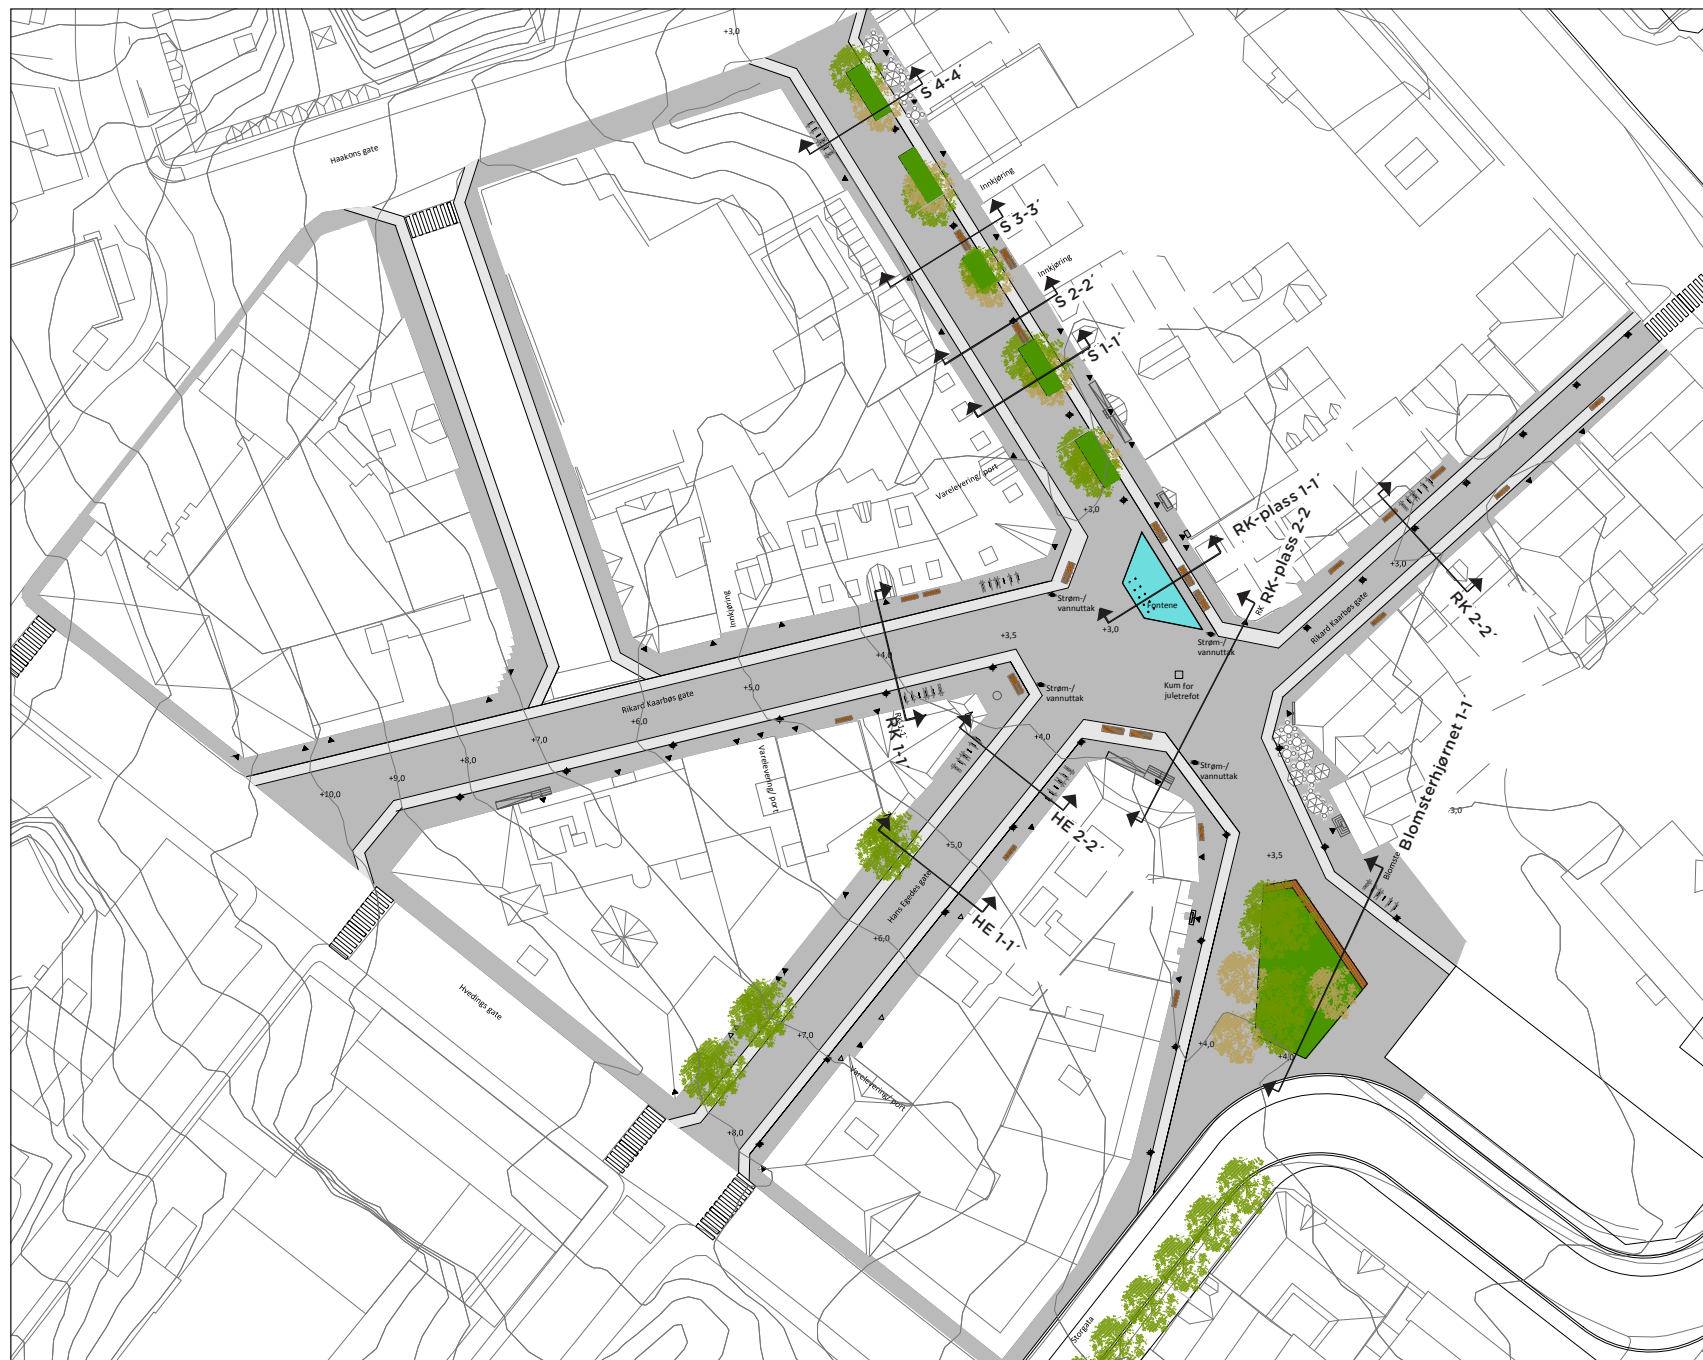 +3,0
S 4-4´
Haakons gate
Innkjøring
S 3-3´
Innkjøring
S 2-2´
S 1-1´
Varelevering/ port
+3,0
RK-plass 1-1´
RK-plass 2-2
RK
+3,0
RK 2-2´
Rikard Kaarbøs gate
Innkjøring
Strøm-/
vannuttak
Fontene
+3,0
+3,5
Strøm-/
vannuttak
+4,0
Kum for
juletrefot
+5,0
Strøm-/
vannuttak
Rikard Kaarbøs gate
+6,0
RK 1-1´
+4,0
+7,0
+8,0
Varelevering/ port
Strøm-/
vannuttak
+9,0
+10,0
Blomsterhjørnet 1-1´
+3,0
HE 2-2´
+5,0
+3,5
Blomste
Hans Egedes gate
HE 1-1´
+6,0
Hvedings gate
+7,0
+4,0
+4,0
Varelevering/ port
+8,0
Storgata